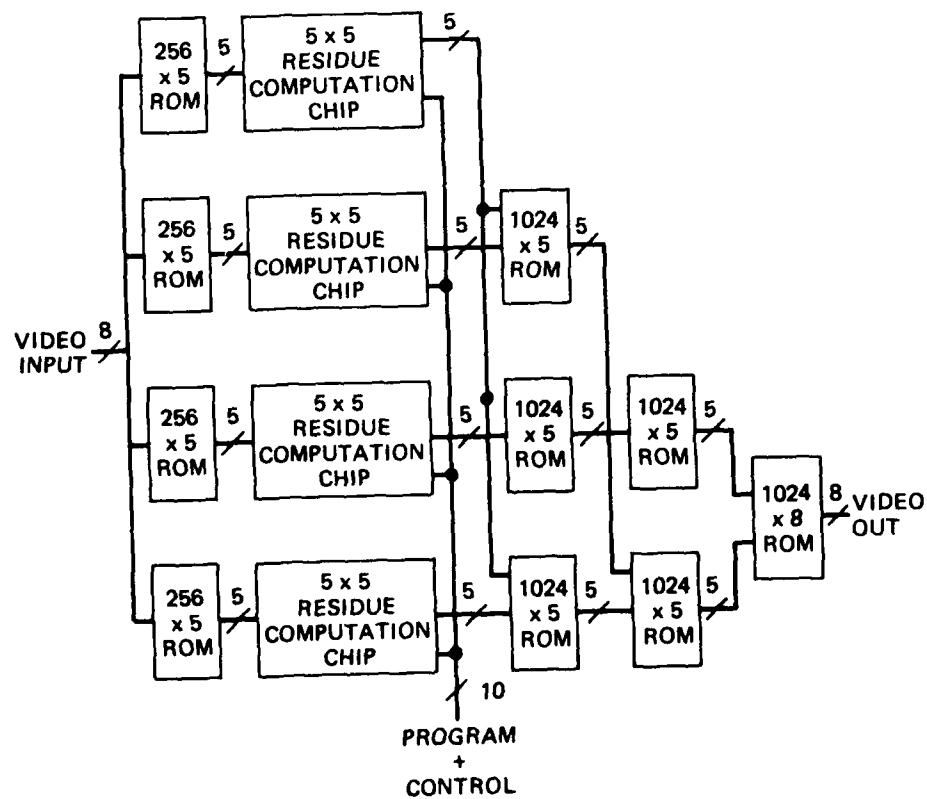 256
x 5
ROM
5
5 x 5
RESIDUE
COMPUTATION
CHIP
5
256
x 5
ROM
5
5 x 5
RESIDUE
COMPUTATION
CHIP
5
1024
x 5
ROM
5
VIDEO
INPUT
8
256
x 5
ROM
5
5 x 5
RESIDUE
COMPUTATION
CHIP
5
1024
x 5
ROM
5
1024
x 5
ROM
5
1024
x 8
ROM
8
VIDEO
OUT
256
x 5
ROM
5
5 x 5
RESIDUE
COMPUTATION
CHIP
5
1024
x 5
ROM
5
1024
x 5
ROM
5
10
PROGRAM
+
CONTROL